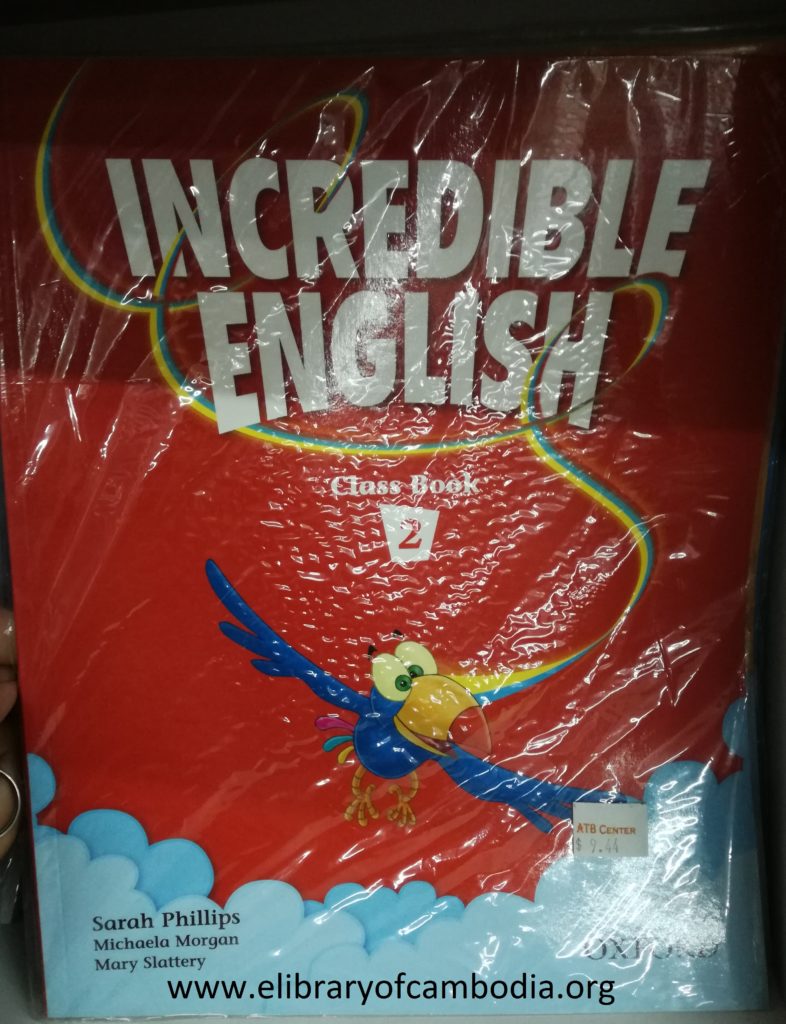 INCREDIBLE
ENGLISH
Class Book
2
ATB CENTER
$ 9.44
Sarah Phillips
Michaela Morgan
Mary Slattery
OXFORD
www.elibraryofcambodia.org